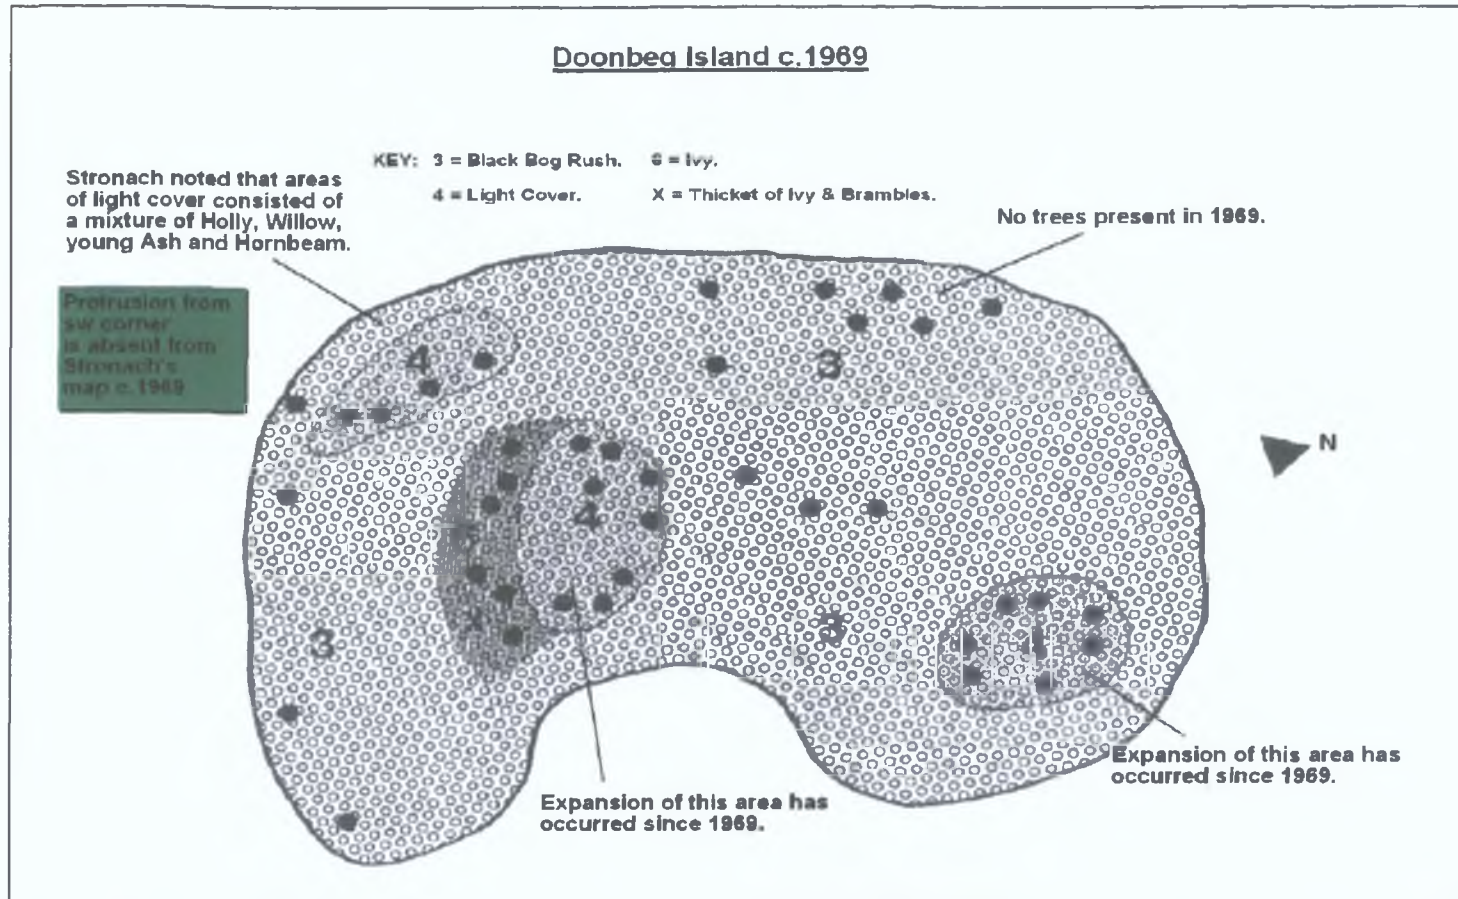 Doonbeg Island c.1969
KEY: 3 = Black Bog Rush. 6 = Ivy.
4 = Light Cover. X = Thicket of Ivy & Brambles.
Stronach noted that areas
of light cover consisted of
a mixture of Holly, Willow,
young Ash and Hornbeam.
No trees present in 1969.
Protrusion from
sw corner
is absent from
Stronach's
map c.1969
4
3
N
4
X
3
3
Expansion of this area has
occurred since 1969.
Expansion of this area has
occurred since 1969.